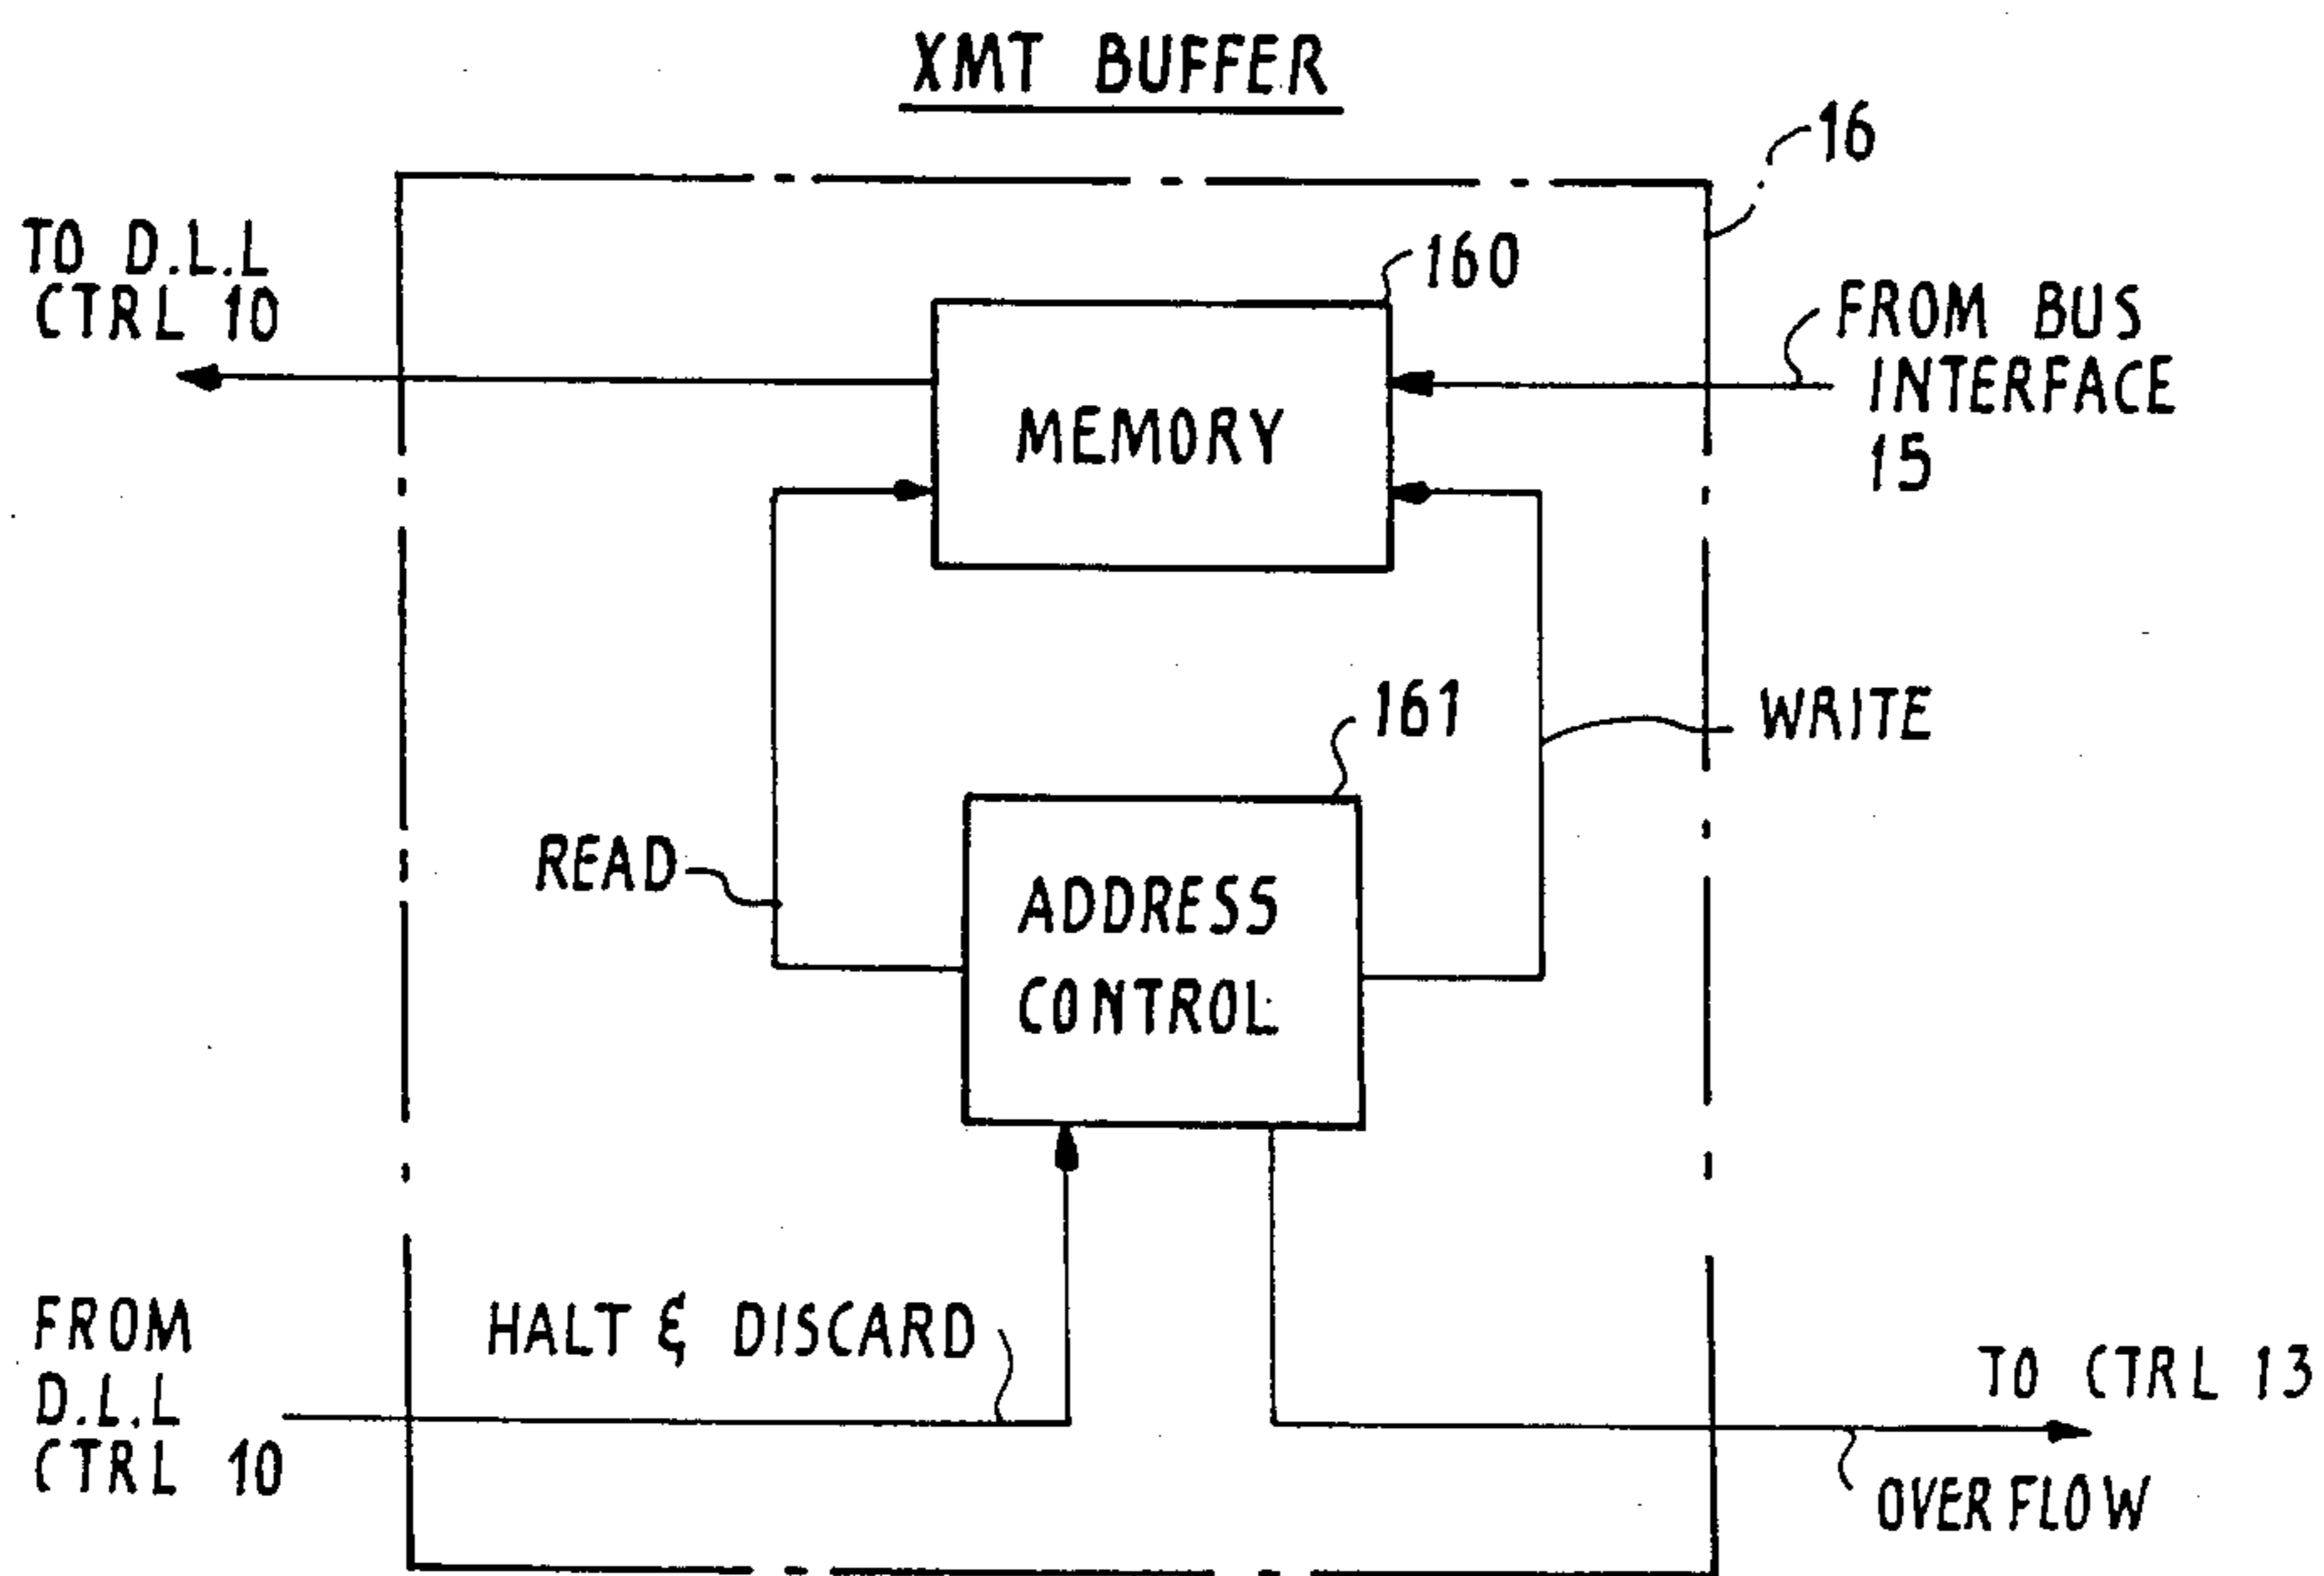 XMT BUFFER
16
TO D.L.L
CTRL 10
160
FROM BUS
INTERFACE
15
MEMORY
161
WRITE
READ
ADDRESS
CONTROL
HALT & DISCARD
FROM
D.L.L
CTRL 10
TO CTRL 13
OVERFLOW